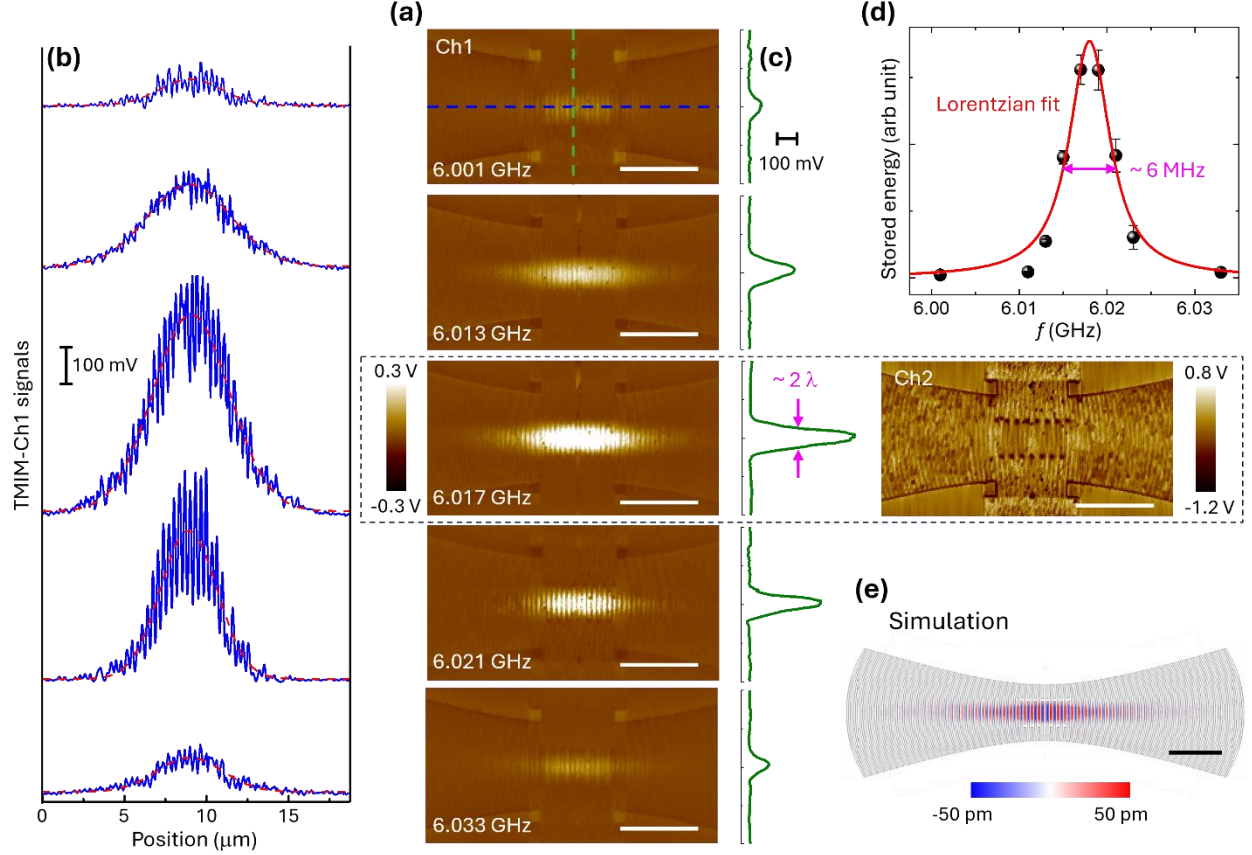 (a)
(b)
(c)
(d)
Ch1
6.001 GHz
100 mV
6.013 GHz
TMIM-Ch1 signals
100 mV
0.3 V
-0.3 V
6.017 GHz
~ 2 λ
6.021 GHz
6.033 GHz
0 5 10 15
Position (μm)
Lorentzian fit
~ 6 MHz
Stored energy (arb unit)
6.00 6.01 6.02 6.03
f (GHz)
Ch2
0.8 V
-1.2 V
(e)
Simulation
-50 pm 50 pm